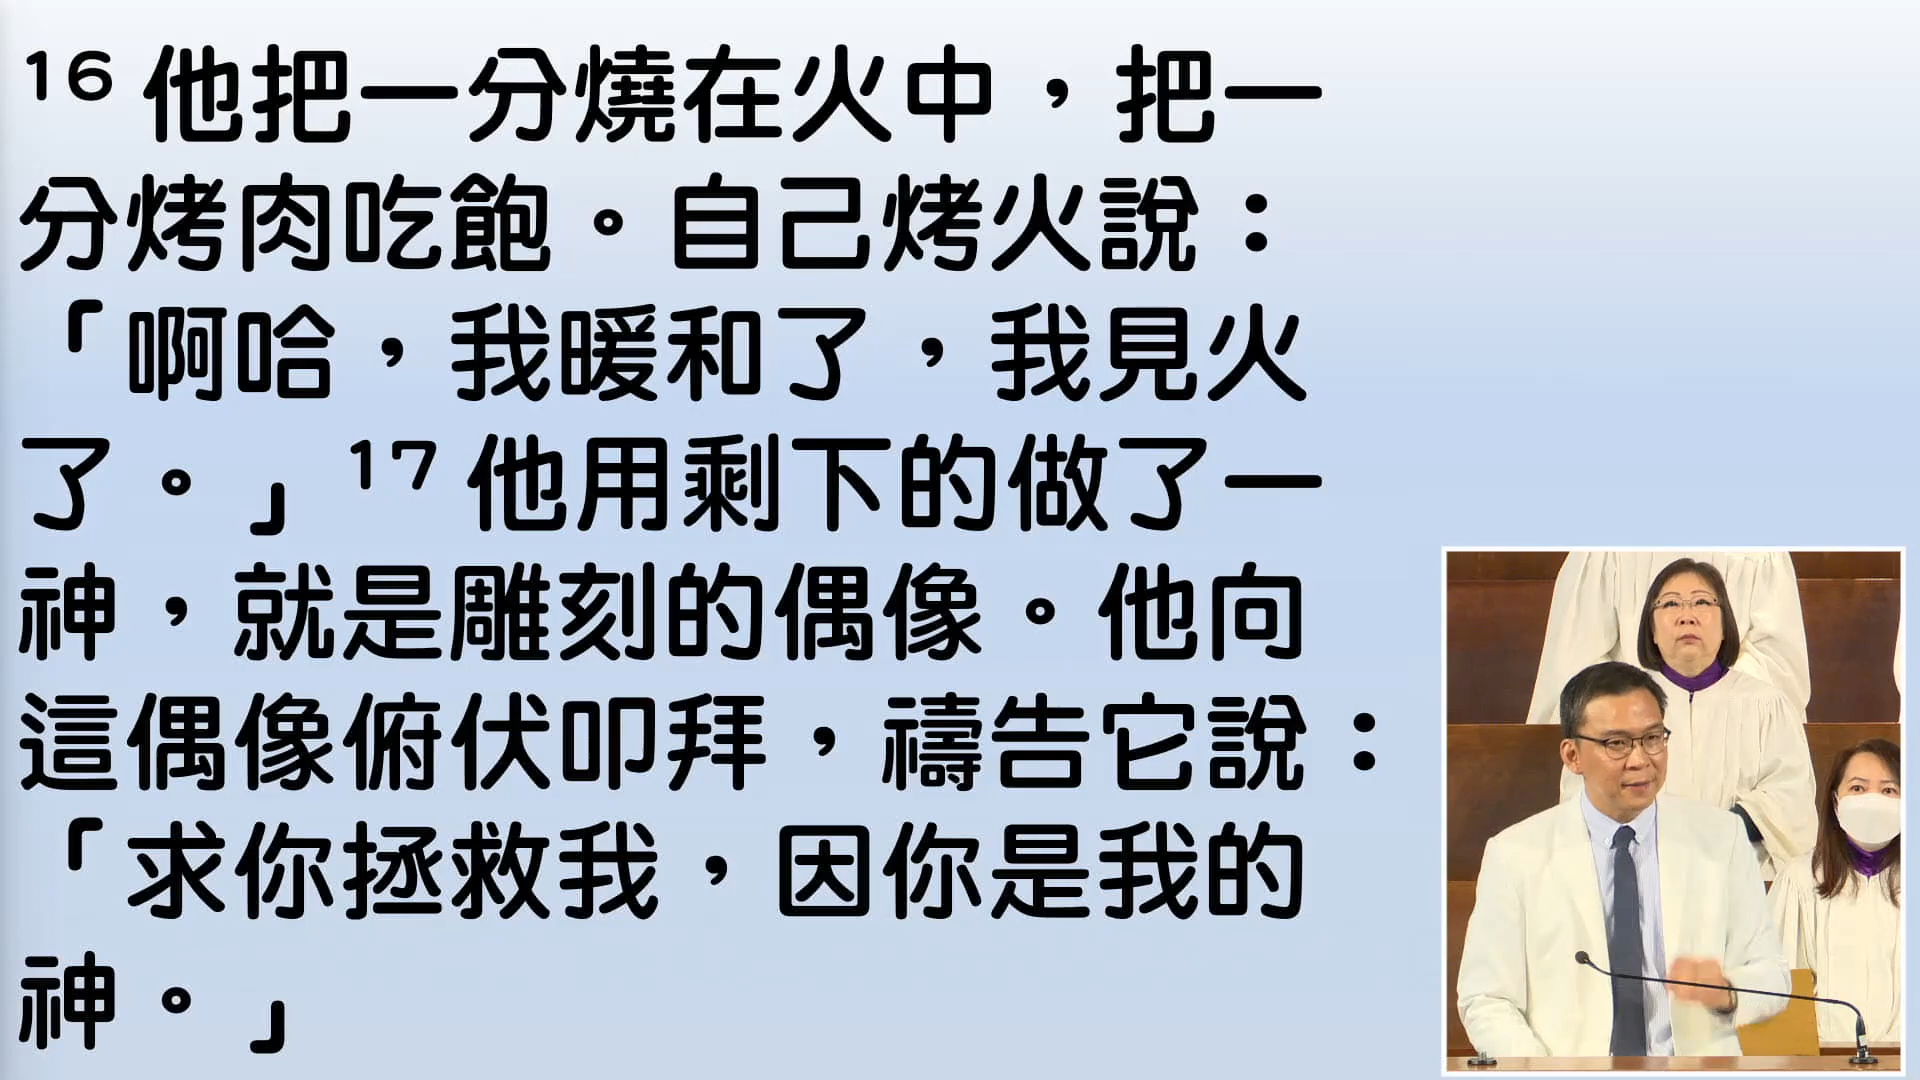 16 他把一分燒在火中，把一
分烤肉吃飽。自己烤火說：
「啊哈，我暖和了，我見火
了。」17 他用剩下的做了一
神，就是雕刻的偶像。他向
這偶像俯伏叩拜，禱告它說：
「求你拯救我，因你是我的
神。」